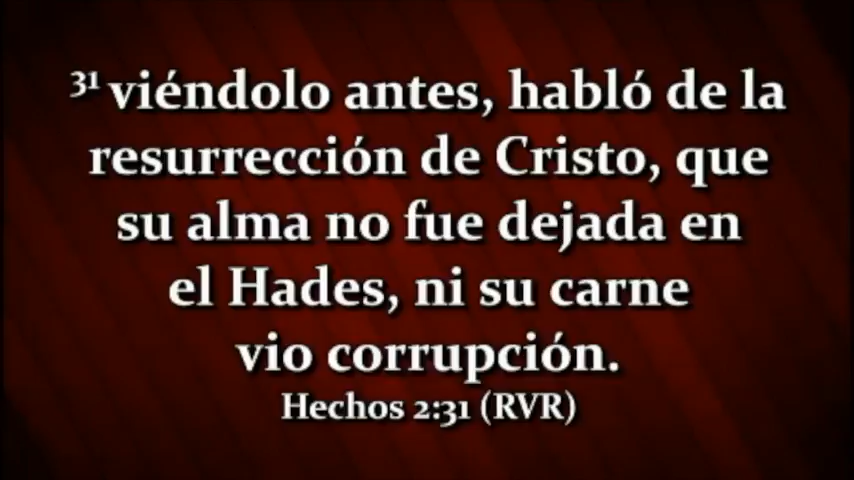 31 viéndolo antes, habló de la
resurrección de Cristo, que
su alma no fue dejada en
el Hades, ni su carne
vio corrupción.
Hechos 2:31 (RVR)